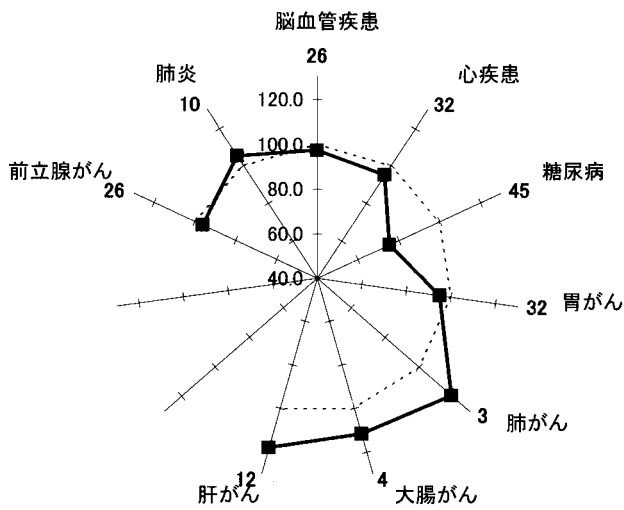 脳血管疾患
26
心疾患
32
糖尿病
45
胃がん
32
肺がん
3
大腸がん
4
肝がん
12
前立腺がん
26
肺炎
10
120.0
100.0
80.0
60.0
40.0